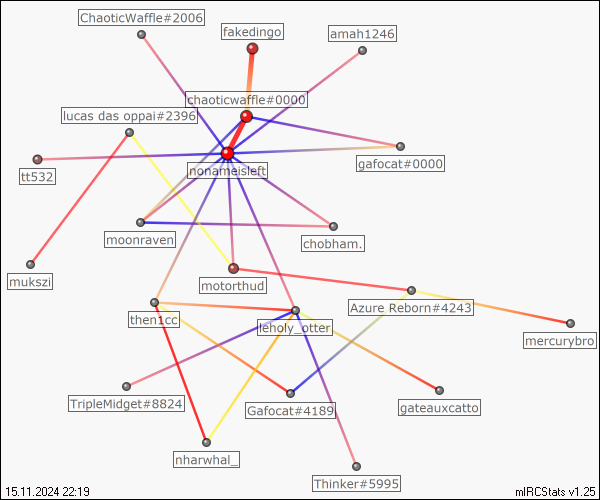 ChaoticWaffle#2006
fakedingo
amah1246
chaoticwaffle#0000
lucas das oppai#2396
gafocat#0000
nonameisleft
tt532
moonraven
chobham.
mukszi
motorthud
Azure Reborn#4243
then1cc
leholy_otter
mercurybro
TripleMidget#8824
Gafocat#4189
gateauxcatto
nharwhal_
Thinker#5995
15.11.2024 22:19
mIRCStats v1.25